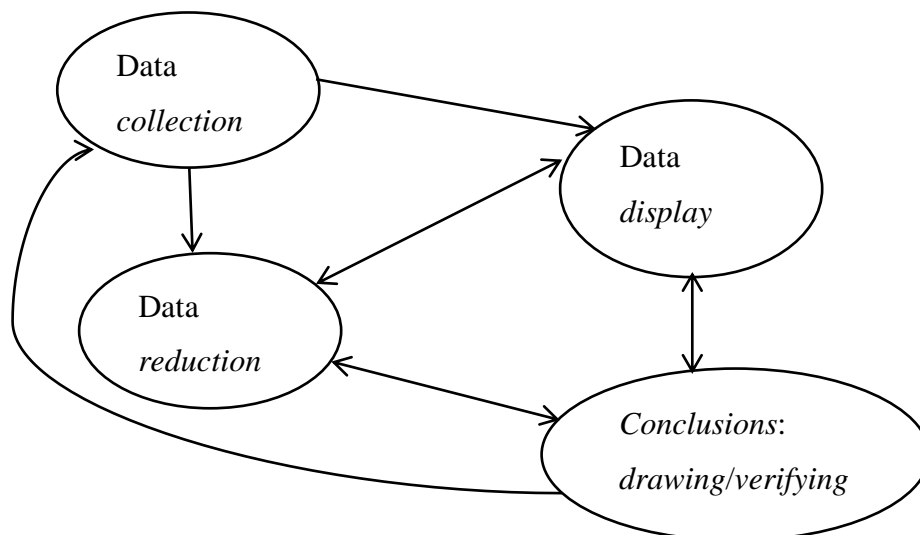 Data
collection
Data
display
Data
reduction
Conclusions:
drawing/verifying